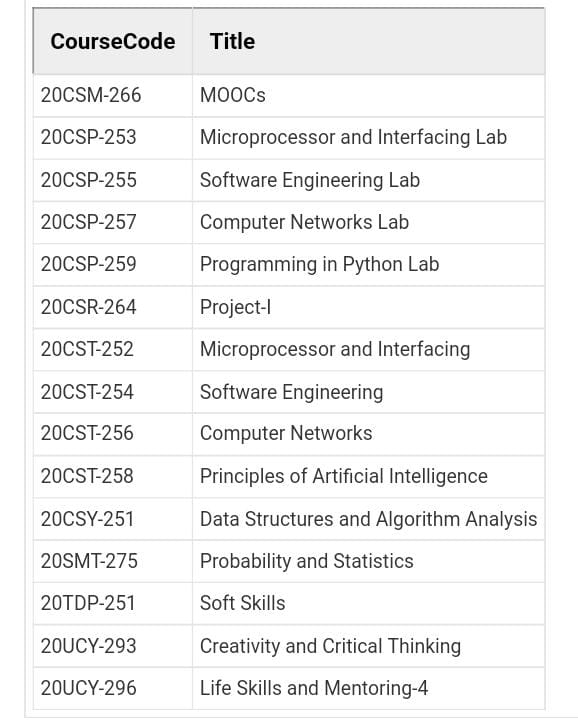 CourseCode Title
20CSM-266 MOOCs
20CSP-253 Microprocessor and Interfacing Lab
20CSP-255 Software Engineering Lab
20CSP-257 Computer Networks Lab
20CSP-259 Programming in Python Lab
20CSR-264 Project-I
20CST-252 Microprocessor and Interfacing
20CST-254 Software Engineering
20CST-256 Computer Networks
20CST-258 Principles of Artificial Intelligence
20CSY-251 Data Structures and Algorithm Analysis
20SMT-275 Probability and Statistics
20TDP-251 Soft Skills
20UCY-293 Creativity and Critical Thinking
20UCY-296 Life Skills and Mentoring-4